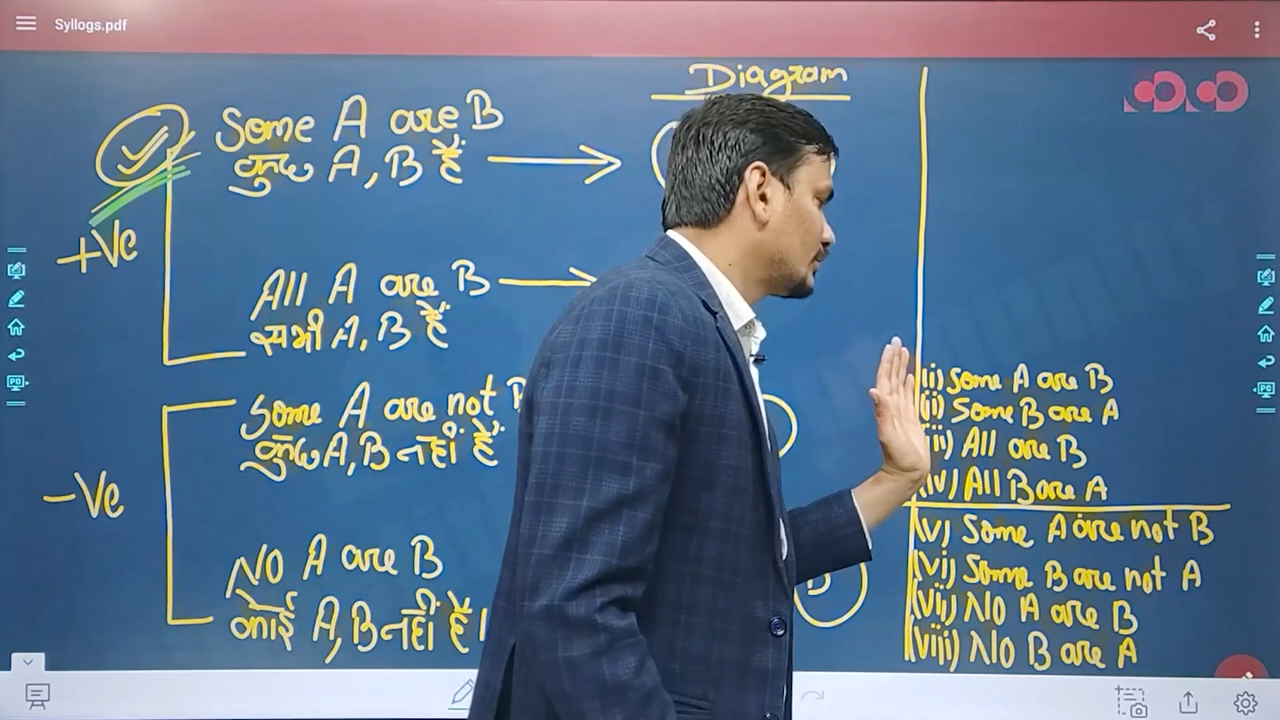 Syllogs.pdf
Diagram
Some A are B
कुछ A, B हैं
+Ve
All A are B
सभी A, B हैं
Some A are not B
कुछ A, B नहीं हैं
-Ve
NO A are B
कोई A, B नहीं हैं।
B
(i) Some A are B
(ii) Some B are A
(iii) All are B
(iv) All B are A
(v) Some A are not B
(vi) Some B are not A
(vii) NO A are B
(viii) NO B are A